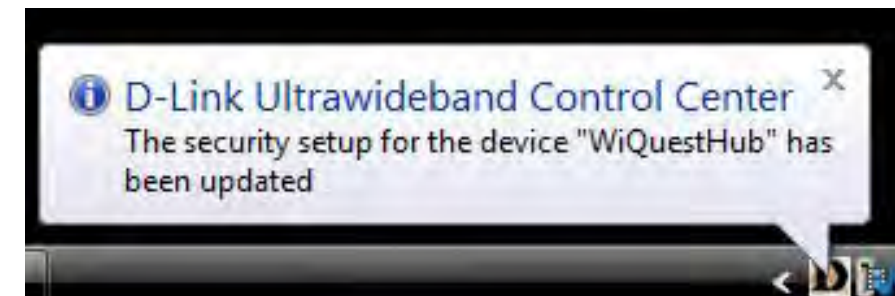 D-Link Ultrawideband Control Center
The security setup for the device "WiQuestHub" has
been updated
D